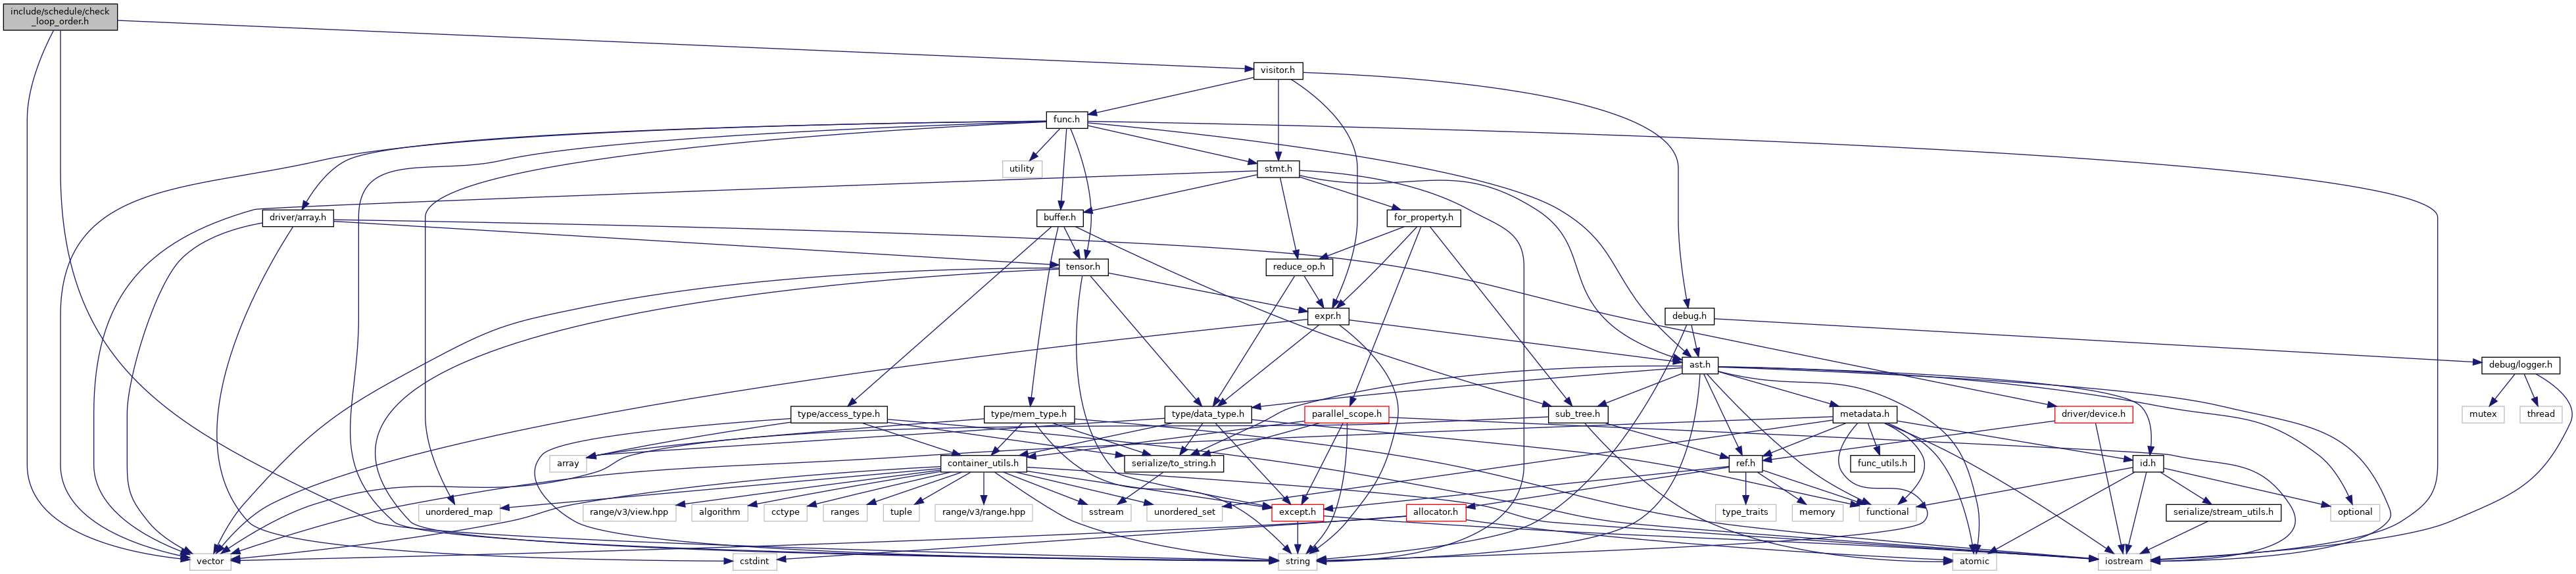 include/schedule/check
_loop_order.h
visitor.h
func.h
utility
stmt.h
driver/array.h
buffer.h
for_property.h
tensor.h
reduce_op.h
expr.h
debug.h
ast.h
debug/logger.h
type/access_type.h
type/mem_type.h
type/data_type.h
parallel_scope.h
sub_tree.h
metadata.h
driver/device.h
mutex
thread
array
container_utils.h
serialize/to_string.h
ref.h
func_utils.h
id.h
unordered_map
range/v3/view.hpp
algorithm
cctype
ranges
tuple
range/v3/range.hpp
sstream
unordered_set
except.h
allocator.h
type_traits
memory
functional
serialize/stream_utils.h
optional
vector
cstdint
string
atomic
iostream